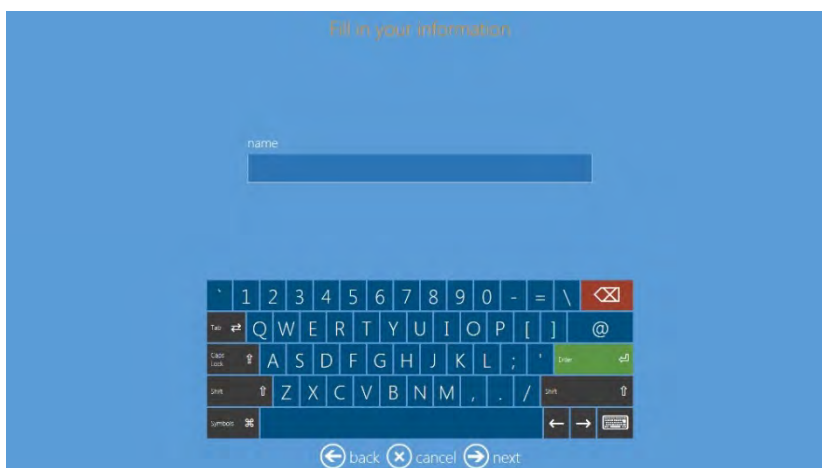 Fill in your information
name
` 1 2 3 4 5 6 7 8 9 0 - = \
Tab Q W E R T Y U I O P [ ] @
Caps Lock A S D F G H J K L ; ' Enter
Shift Z X C V B N M , . / Shift
Symbols
back cancel next